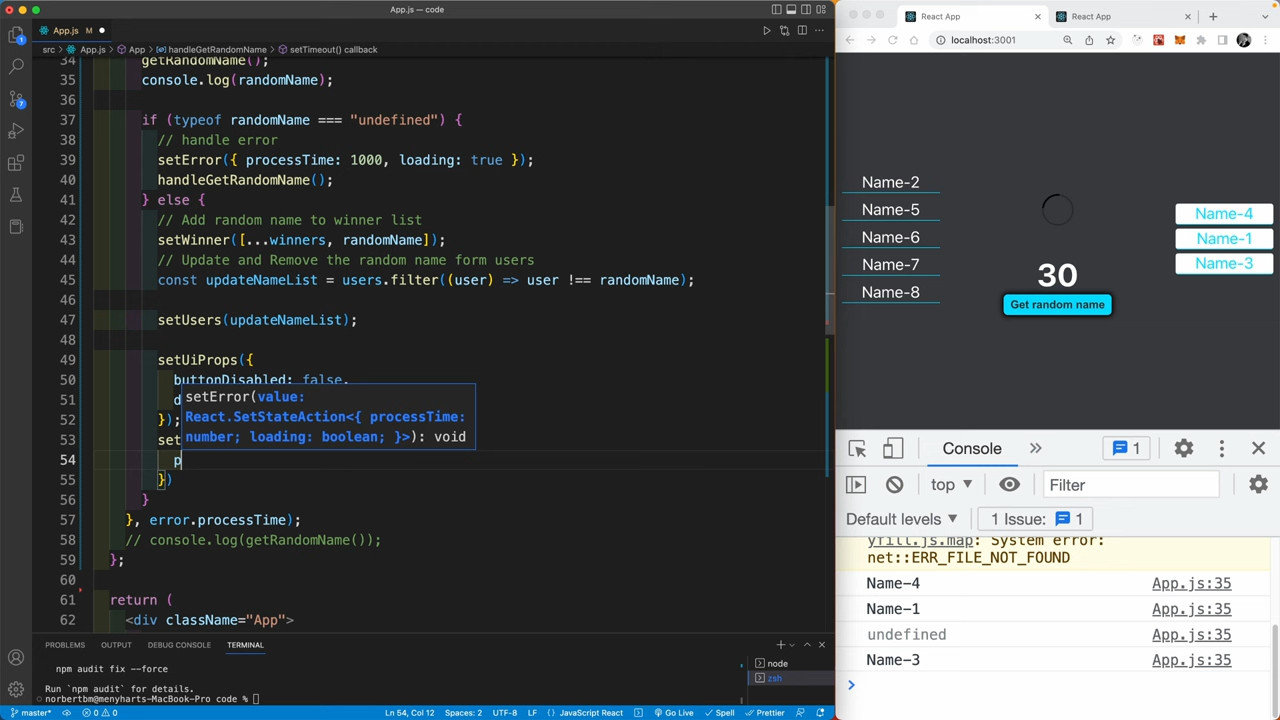 App.js — code
App.js M
src > App.js > App > handleGetRandomName > setTimeout() callback
34 getRandomName();
35 console.log(randomName);
36
37 if (typeof randomName === "undefined") {
38 // handle error
39 setError({ processTime: 1000, loading: true });
40 handleGetRandomName();
41 } else {
42 // Add random name to winner list
43 setWinner([...winners, randomName]);
44 // Update and Remove the random name form users
45 const updateNameList = users.filter((user) => user !== randomName);
46
47 setUsers(updateNameList);
48
49 setUiProps({
50 buttonDisabled: false,
51 d
52 });
53 set
54 p
55 })
56 }
57 }, error.processTime);
58 // console.log(getRandomName());
59 };
60
61 return (
62 <div className="App">
setError(value:
React.SetStateAction<{ processTime:
number; loading: boolean; }>): void
1
7
PROBLEMS OUTPUT DEBUG CONSOLE TERMINAL
npm audit fix --force
Run `npm audit` for details.
norbertbm@menyharts-MacBook-Pro code %
node
zsh
master* 0 0 Ln 54, Col 12 Spaces: 2 UTF-8 LF {} JavaScript React Go Live Spell Prettier
React App
React App
localhost:3001
Name-2
Name-5
Name-6
Name-7
Name-8
30
Get random name
Name-4
Name-1
Name-3
Console » 1
top Filter
Default levels 1 Issue: 1
yfill.js.map: System error:
net::ERR_FILE_NOT_FOUND
Name-4 App.js:35
Name-1 App.js:35
undefined App.js:35
Name-3 App.js:35